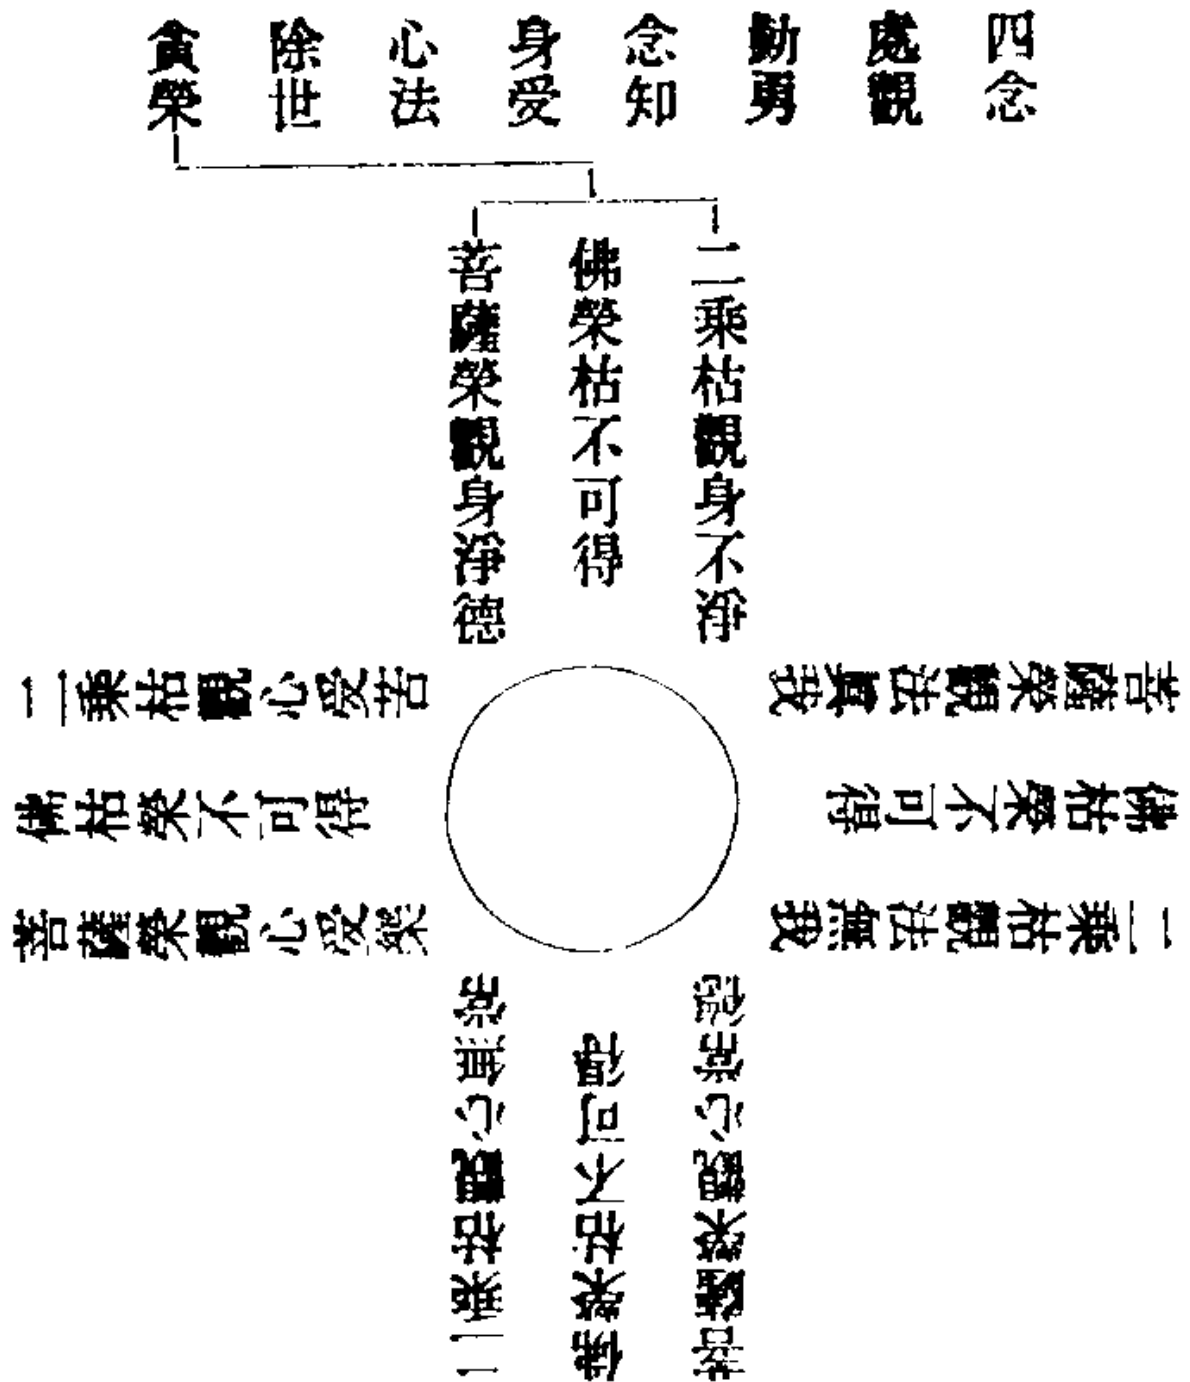 四念
處觀
勤勇
念知
身受
心法
除世
貪榮
二乘枯觀身不淨
佛榮枯不可得
菩薩榮觀身淨德
菩薩榮觀法真我
佛枯榮不可得
二乘枯觀法無我
菩薩榮觀心常德
佛榮枯不可得
二乘枯觀心無常
二乘枯觀心受苦
佛枯榮不可得
菩薩榮觀心受樂